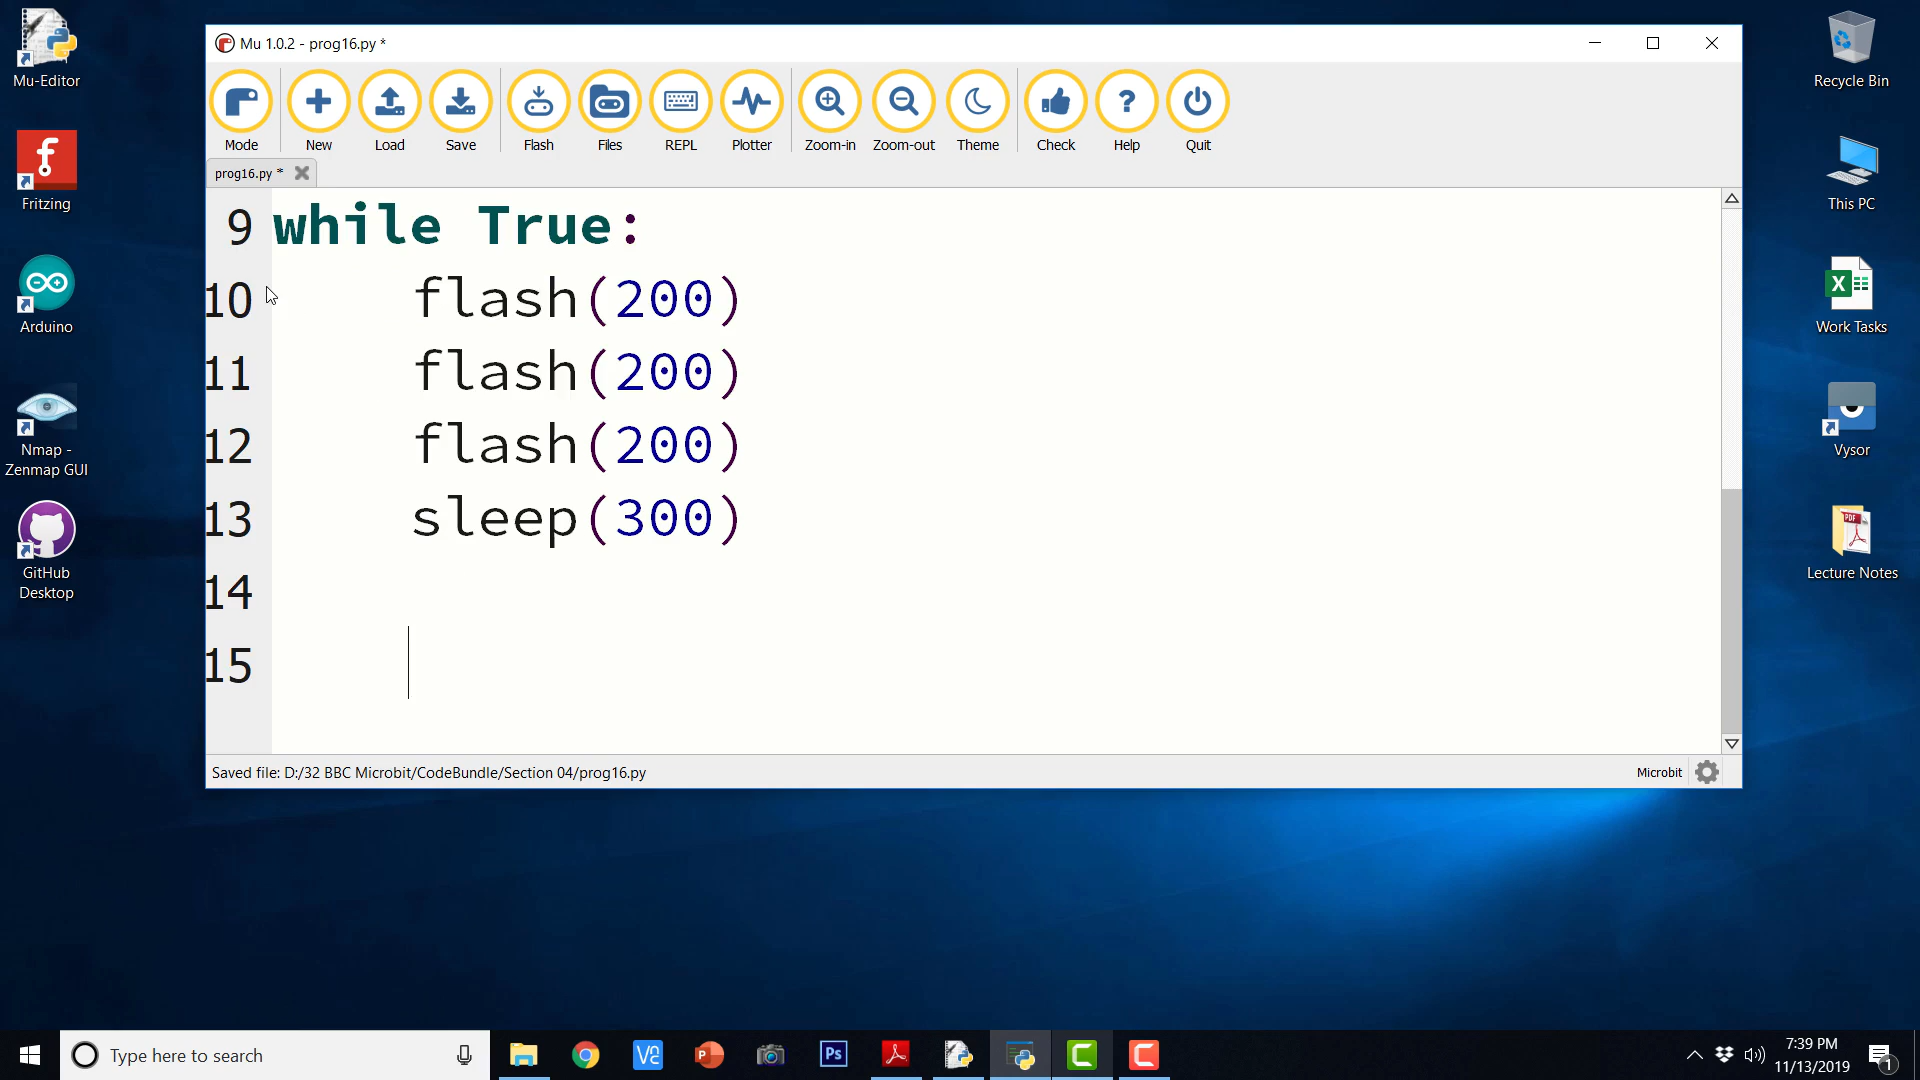 Mu 1.0.2 - prog16.py *
Mode
New
Load
Save
Flash
Files
REPL
Plotter
Zoom-in
Zoom-out
Theme
Check
?
Help
Quit
prog16.py *
9 while True:
10 flash(200)
11 flash(200)
12 flash(200)
13 sleep(300)
14
15
Saved file: D:/32 BBC Microbit/CodeBundle/Section 04/prog16.py
Microbit
Mu-Editor
f
Fritzing
Arduino
Nmap -
Zenmap GUI
GitHub
Desktop
Recycle Bin
This PC
X
Work Tasks
Vysor
PDF
Lecture Notes
Type here to search
V2
P
Ps
C
C
7:39 PM
11/13/2019
1